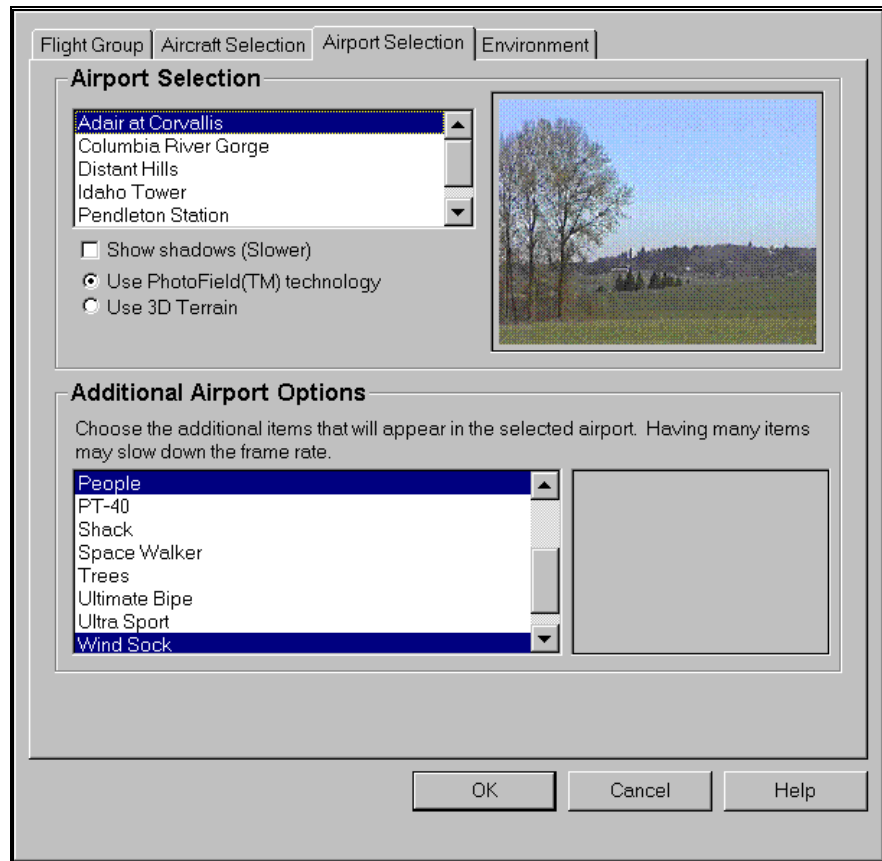 Flight Group
Aircraft Selection
Airport Selection
Environment
Airport Selection
Adair at Corvallis
Columbia River Gorge
Distant Hills
Idaho Tower
Pendleton Station
Show shadows (Slower)
Use PhotoField(TM) technology
Use 3D Terrain
Additional Airport Options
Choose the additional items that will appear in the selected airport. Having many items
may slow down the frame rate.
People
PT-40
Shack
Space Walker
Trees
Ultimate Bipe
Ultra Sport
Wind Sock
OK
Cancel
Help